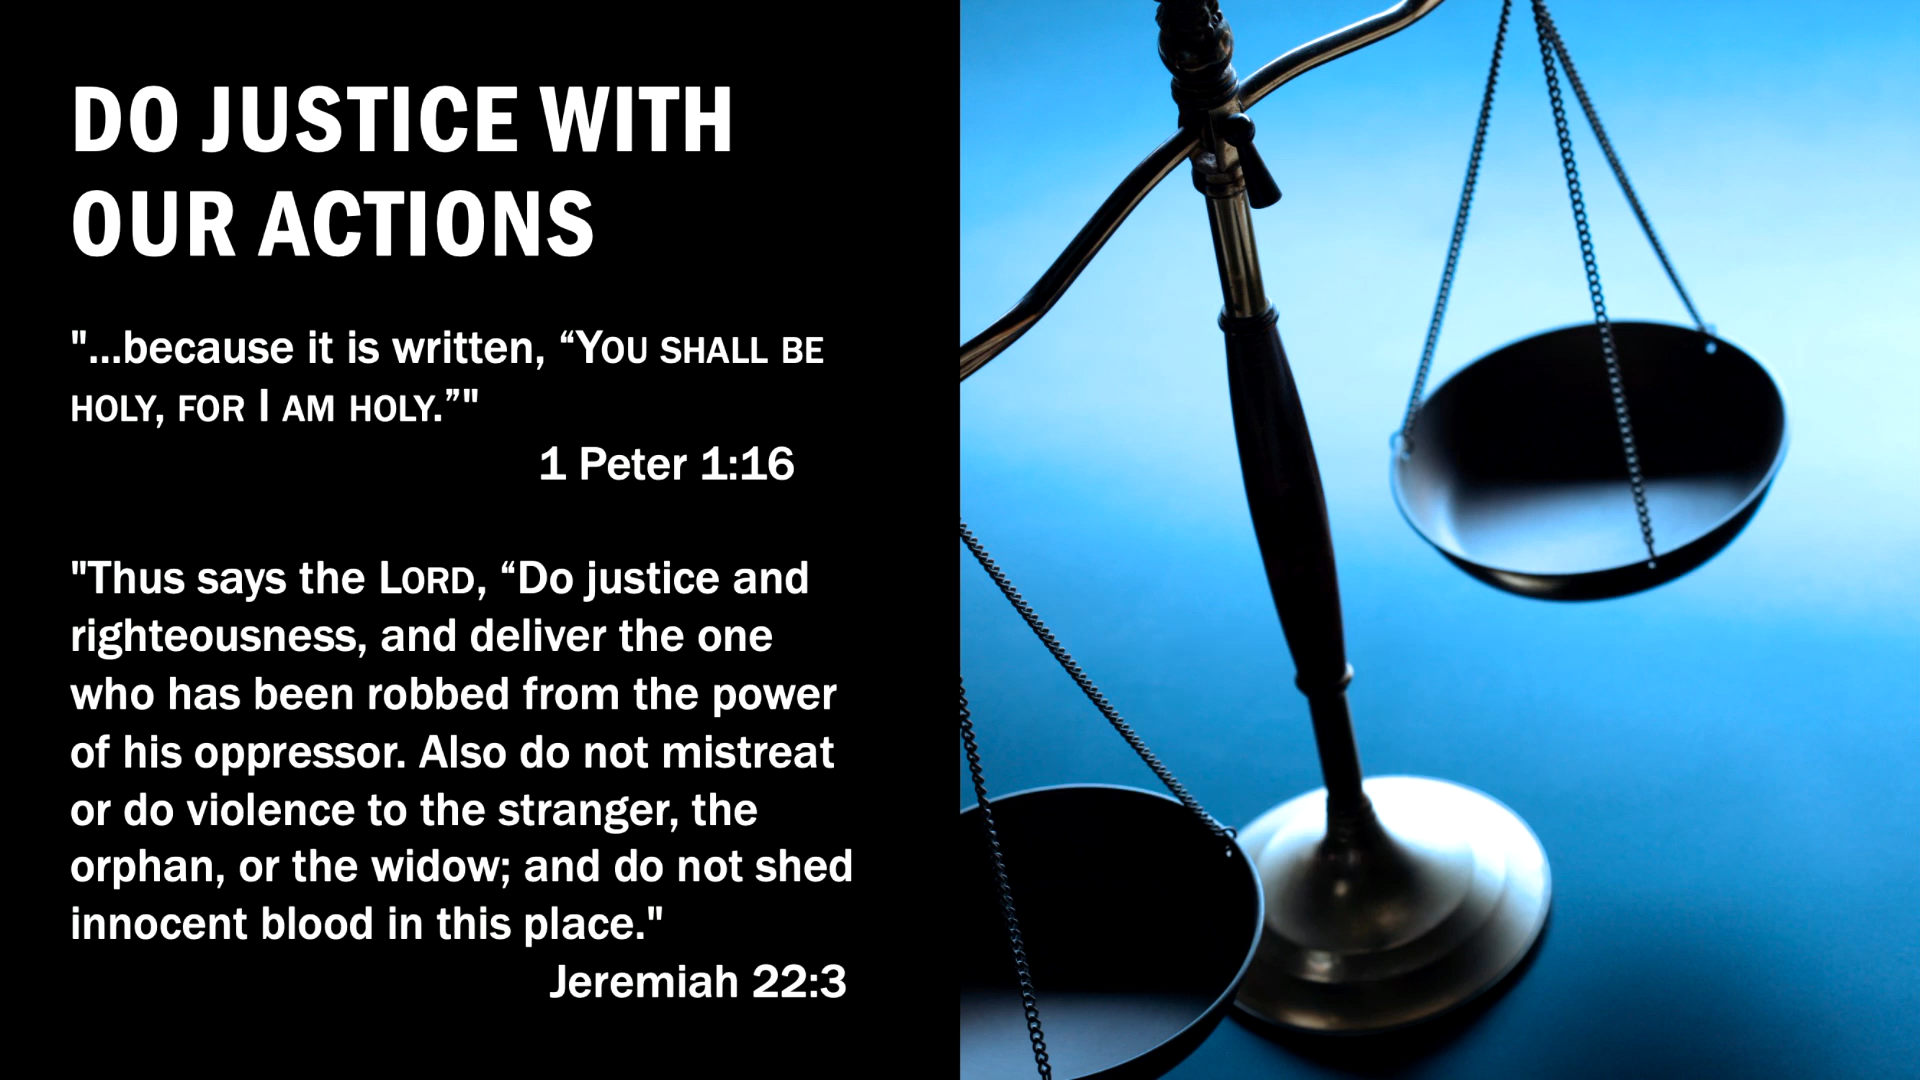 DO JUSTICE WITH
OUR ACTIONS
"...because it is written, “YOU SHALL BE
HOLY, FOR I AM HOLY.”"
1 Peter 1:16
"Thus says the LORD, “Do justice and
righteousness, and deliver the one
who has been robbed from the power
of his oppressor. Also do not mistreat
or do violence to the stranger, the
orphan, or the widow; and do not shed
innocent blood in this place."
Jeremiah 22:3